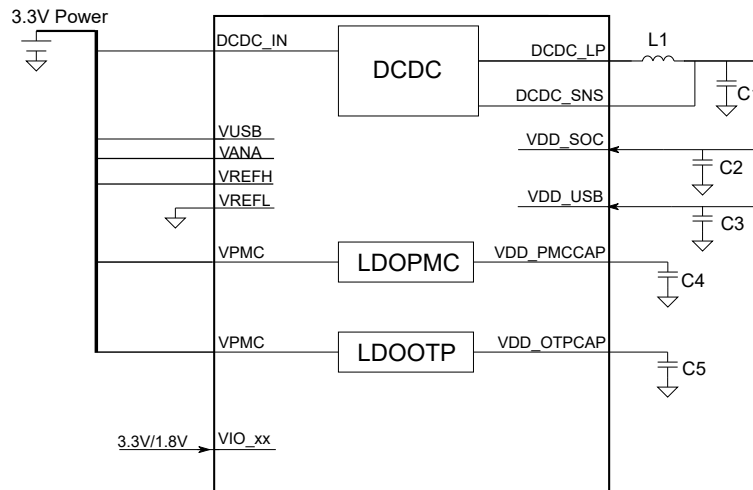 3.3V Power
DCDC_IN
DCDC
DCDC_LP
L1
DCDC_SNS
VUSB
VANA
VREFH
VREFL
VDD_SOC
C2
VDD_USB
C3
VPMC
LDOPMC
VDD_PMCCAP
C4
VPMC
LDOOTP
VDD_OTPCAP
C5
3.3V/1.8V
VIO_xx